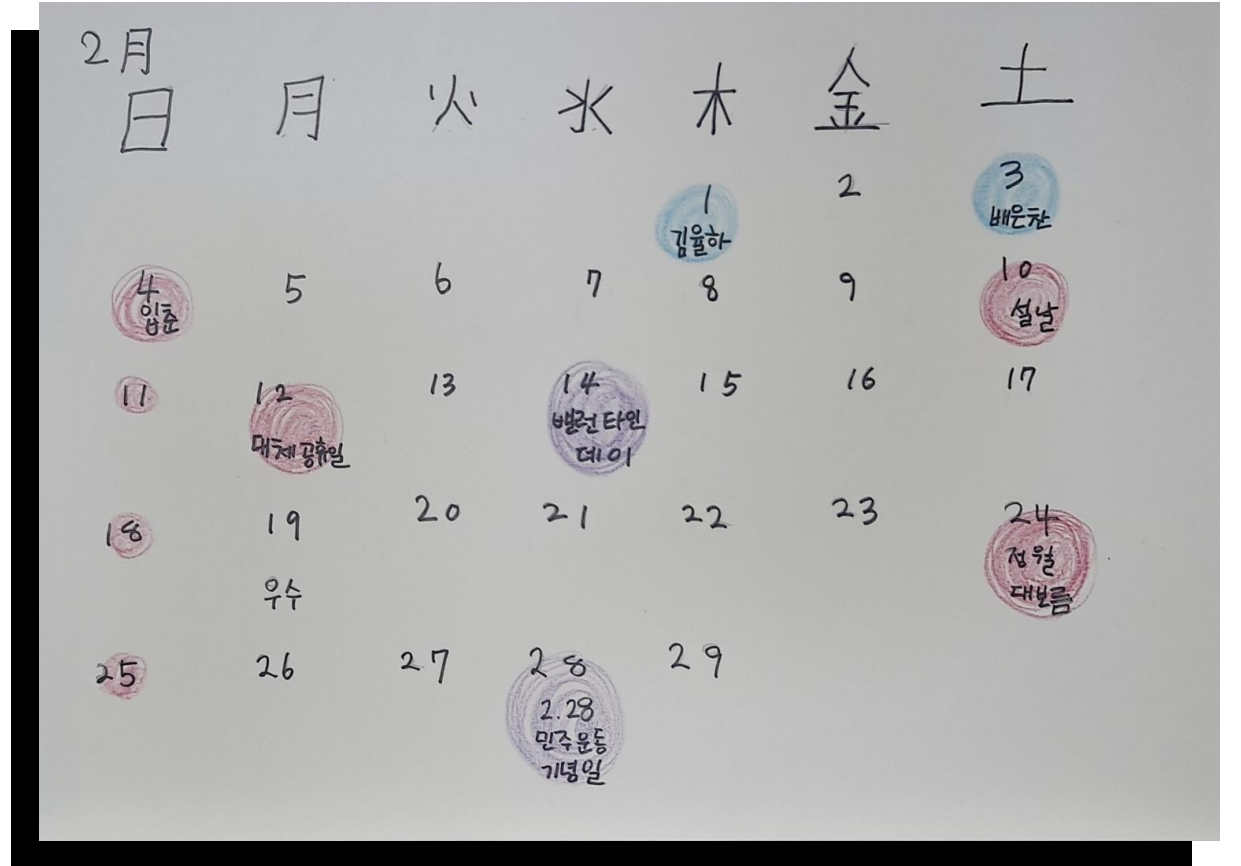 2月
日 月 火 水 木 金 土
1 2 3
김율하 배은찬
4 5 6 7 8 9 10
입춘 설날
11 12 13 14 15 16 17
대체공휴일 밸런타인
데이
18 19 20 21 22 23 24
우수 정월
대보름
25 26 27 28 29
2.28
민주운동
기념일